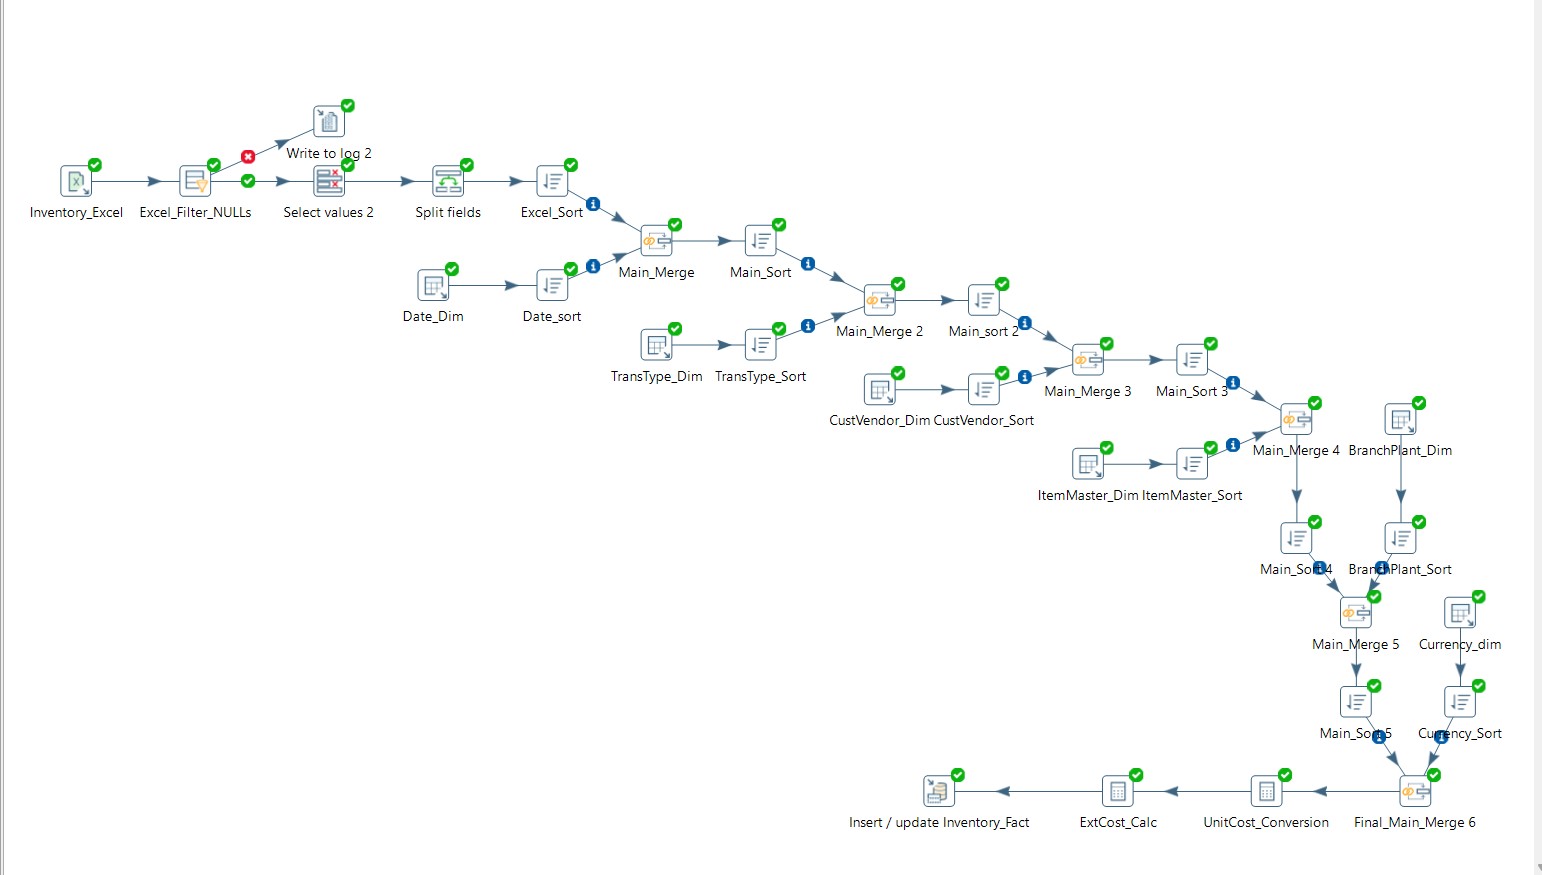 Write to log 2
Inventory_Excel
Excel_Filter_NULLs
Select values 2
Split fields
Excel_Sort
Main_Merge
Main_Sort
Date_Dim
Date_sort
Main_Merge 2
Main_sort 2
TransType_Dim
TransType_Sort
Main_Merge 3
Main_Sort 3
CustVendor_Dim
CustVendor_Sort
Main_Merge 4
BranchPlant_Dim
ItemMaster_Dim
ItemMaster_Sort
Main_Sort 4
BranchPlant_Sort
Main_Merge 5
Currency_dim
Main_Sort 5
Currency_Sort
Insert / update Inventory_Fact
ExtCost_Calc
UnitCost_Conversion
Final_Main_Merge 6